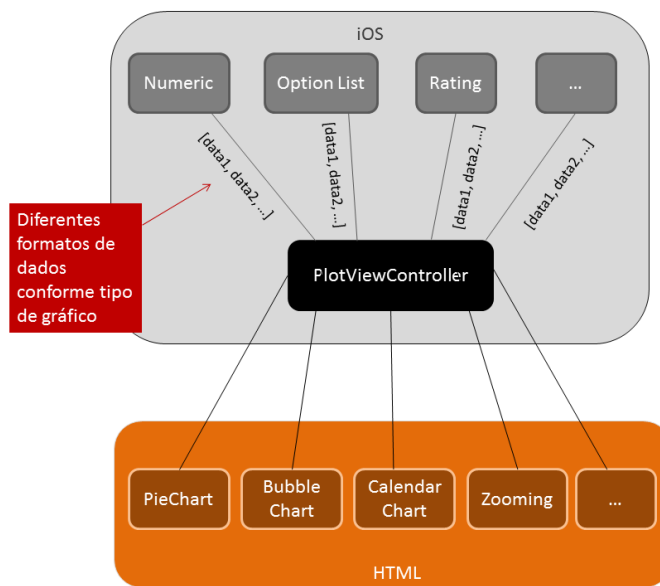 iOS
Numeric
Option List
Rating
...
[data1, data2, ...]
[data1, data2, ...]
[data1, data2, ...]
[data1, data2, ...]
Diferentes
formatos de
dados
conforme tipo
de gráfico
PlotViewController
PieChart
Bubble
Chart
Calendar
Chart
Zooming
...
HTML